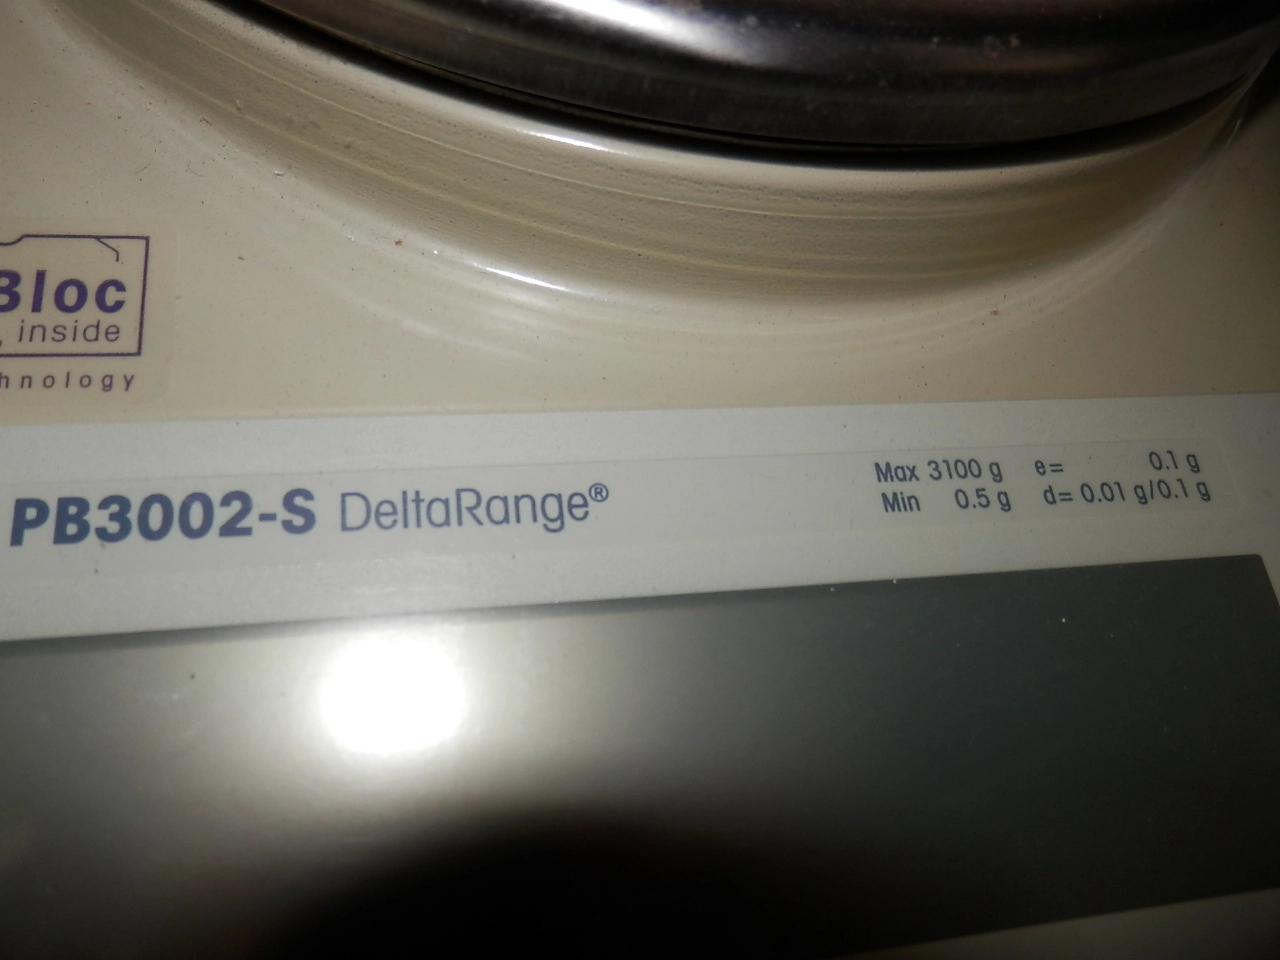 Bloc
inside
hnology
PB3002-S DeltaRange®
Max 3100 g e= 0.1 g
Min 0.5 g d= 0.01 g/0.1 g